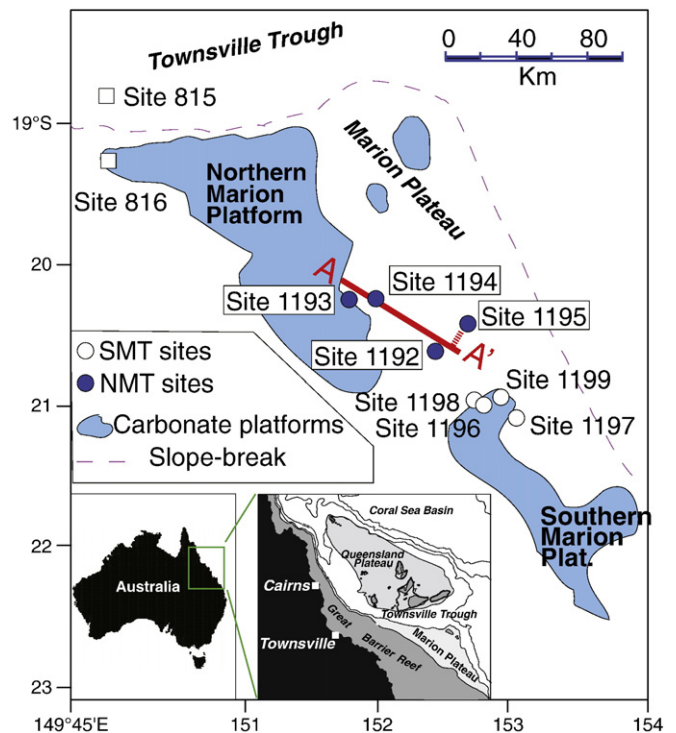 Townsville Trough
0 40 80
Km
Site 815
19°S
Marion Plateau
Northern
Marion
Platform
Site 816
20
A
Site 1194
Site 1193
Site 1195
Site 1192
A'
SMT sites
NMT sites
Carbonate platforms
Slope-break
Site 1199
Site 1198
21
Site 1196
Site 1197
Southern
Marion
Plat.
22
Australia
Coral Sea Basin
Queensland
Plateau
Cairns
Townsville Trough
Great Barrier Reef
Marion Plateau
Townsville
23
149°45'E 151 152 153 154